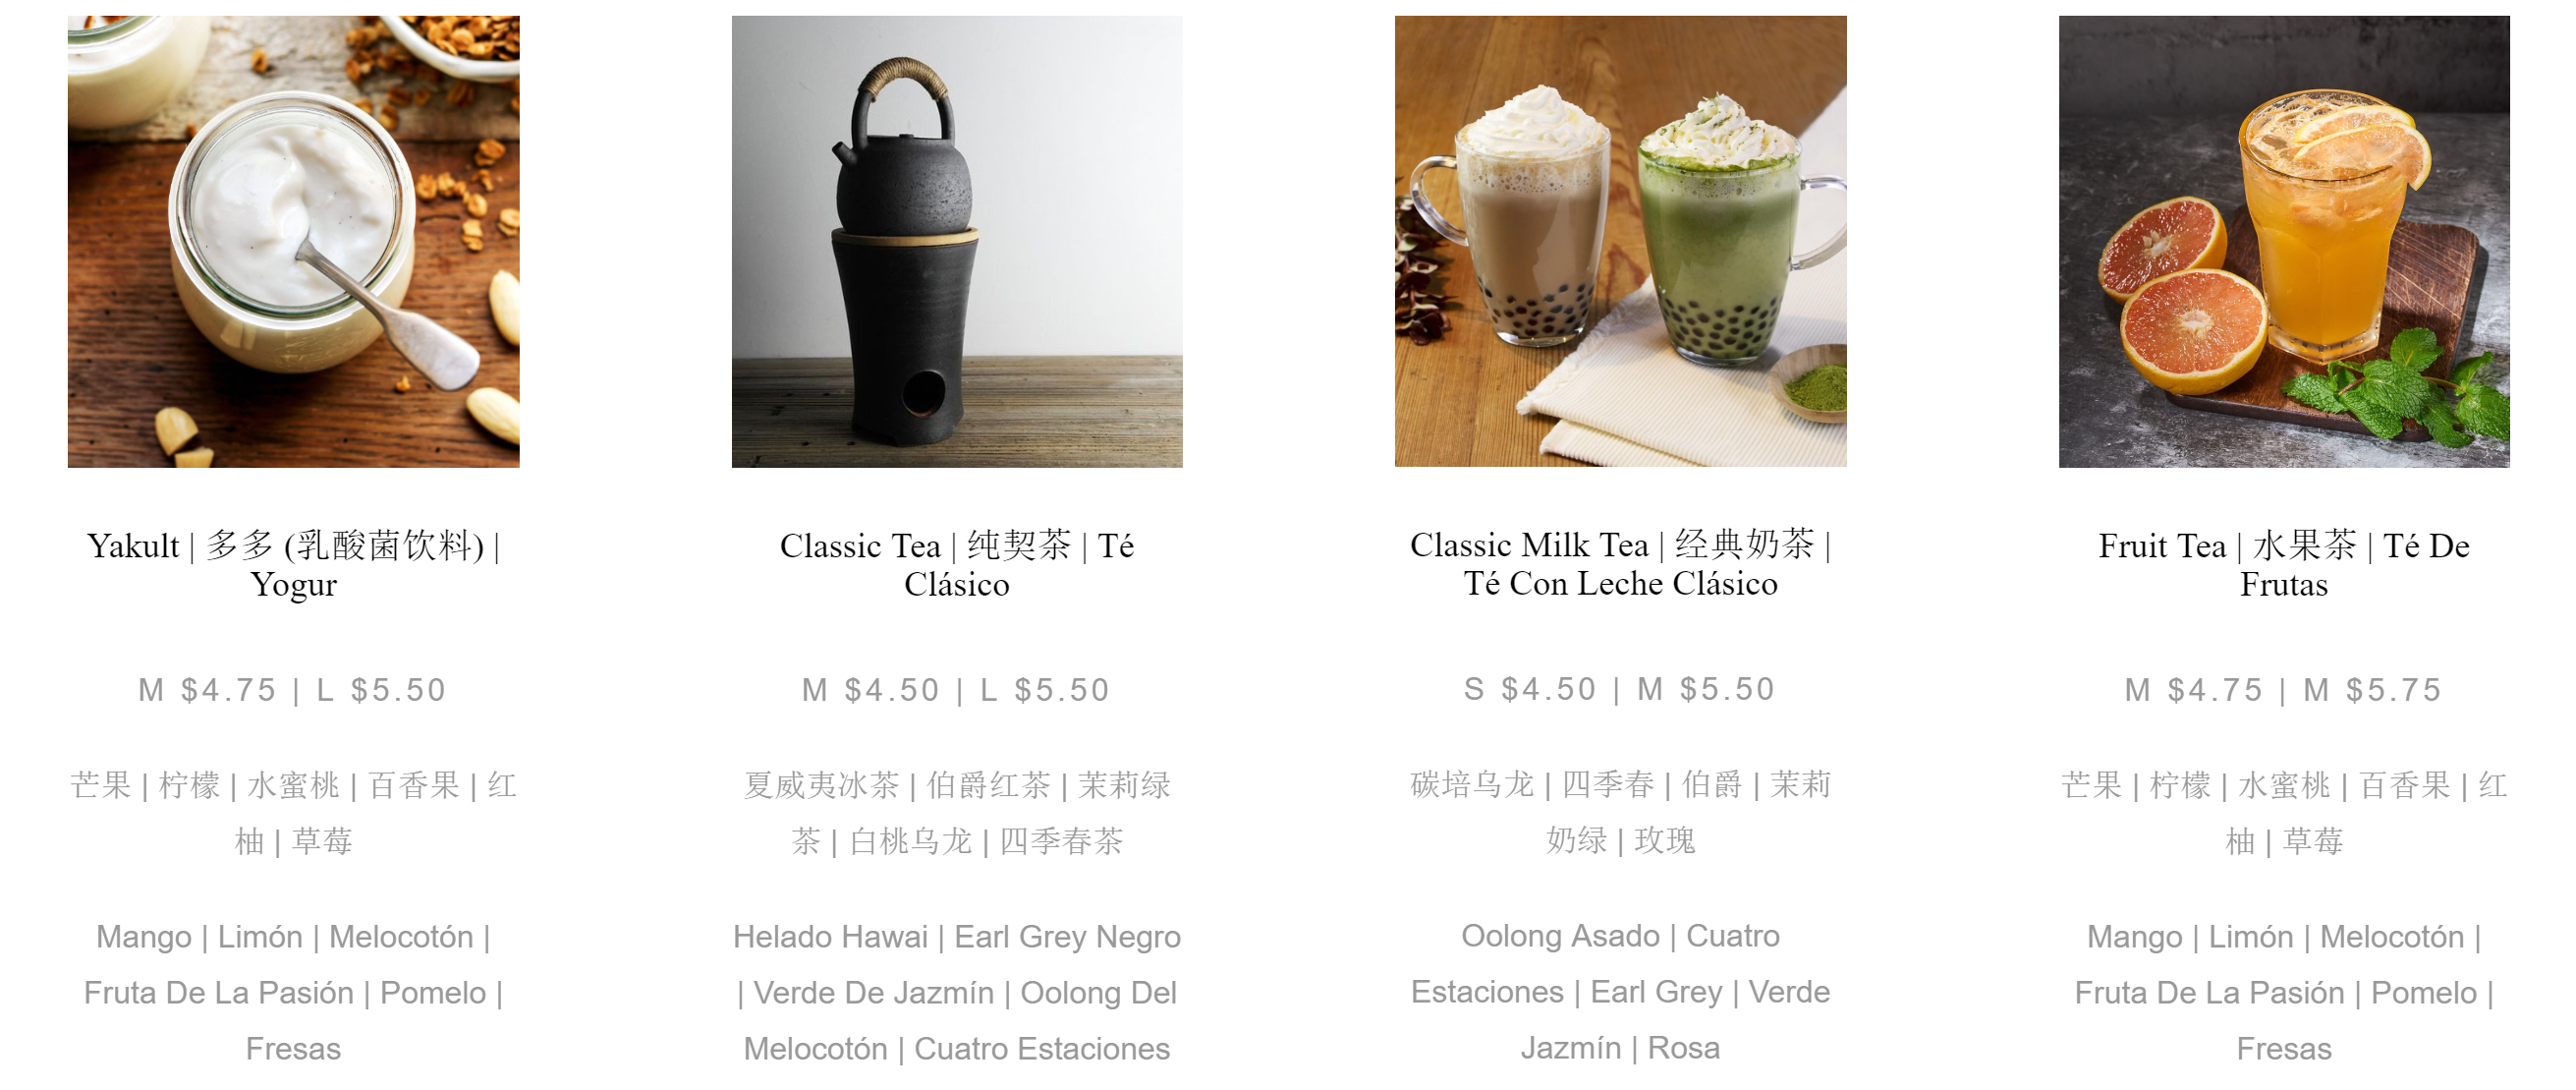 Yakult | 多多 (乳酸菌饮料) |
Yogur
M $4.75 | L $5.50
芒果 | 柠檬 | 水蜜桃 | 百香果 | 红
柚 | 草莓
Mango | Limón | Melocotón |
Fruta De La Pasión | Pomelo |
Fresas
Classic Tea | 纯契茶 | Té
Clásico
M $4.50 | L $5.50
夏威夷冰茶 | 伯爵红茶 | 茉莉绿
茶 | 白桃乌龙 | 四季春茶
Helado Hawai | Earl Grey Negro
| Verde De Jazmín | Oolong Del
Melocotón | Cuatro Estaciones
Classic Milk Tea | 经典奶茶 |
Té Con Leche Clásico
S $4.50 | M $5.50
碳培乌龙 | 四季春 | 伯爵 | 茉莉
奶绿 | 玫瑰
Oolong Asado | Cuatro
Estaciones | Earl Grey | Verde
Jazmín | Rosa
Fruit Tea | 水果茶 | Té De
Frutas
M $4.75 | M $5.75
芒果 | 柠檬 | 水蜜桃 | 百香果 | 红
柚 | 草莓
Mango | Limón | Melocotón |
Fruta De La Pasión | Pomelo |
Fresas